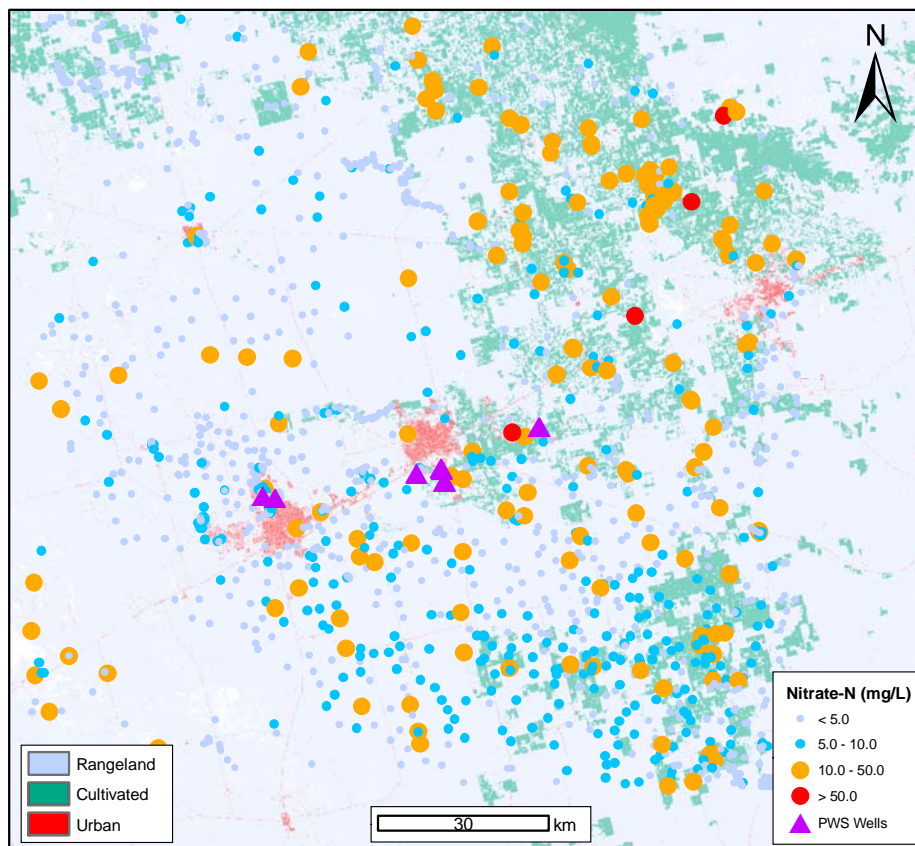 N
Nitrate-N (mg/L)
< 5.0
5.0 - 10.0
10.0 - 50.0
> 50.0
PWS Wells
Rangeland
Cultivated
Urban
30 km